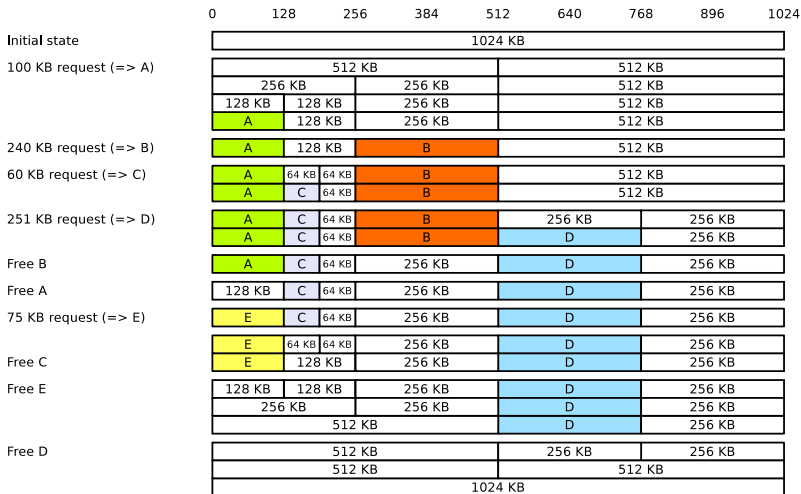 0 128 256 384 512 640 768 896 1024
Initial state 1024 KB
100 KB request (=> A) 512 KB 512 KB
256 KB 256 KB 512 KB
128 KB 128 KB 256 KB 512 KB
A 128 KB 256 KB 512 KB
240 KB request (=> B) A 128 KB B 512 KB
60 KB request (=> C) A 64 KB 64 KB B 512 KB
A C 64 KB B 512 KB
251 KB request (=> D) A C 64 KB B 256 KB 256 KB
A C 64 KB B D 256 KB
Free B A C 64 KB 256 KB D 256 KB
Free A 128 KB C 64 KB 256 KB D 256 KB
75 KB request (=> E) E C 64 KB 256 KB D 256 KB
E 64 KB 64 KB 256 KB D 256 KB
Free C E 128 KB 256 KB D 256 KB
Free E 128 KB 128 KB 256 KB D 256 KB
256 KB 256 KB D 256 KB
512 KB D 256 KB
Free D 512 KB 256 KB 256 KB
512 KB 512 KB
1024 KB